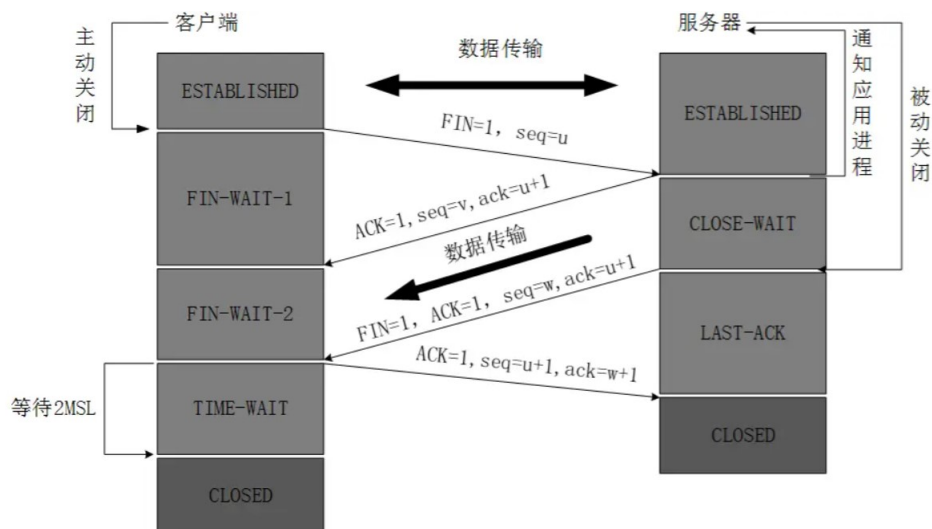 客户端
服务器
主动关闭
数据传输
通知应用进程
被动关闭
ESTABLISHED
ESTABLISHED
FIN=1, seq=u
FIN-WAIT-1
ACK=1,seq=v,ack=u+1
CLOSE-WAIT
数据传输
FIN-WAIT-2
FIN=1, ACK=1, seq=w,ack=u+1
LAST-ACK
ACK=1,seq=u+1,ack=w+1
等待2MSL
TIME-WAIT
CLOSED
CLOSED